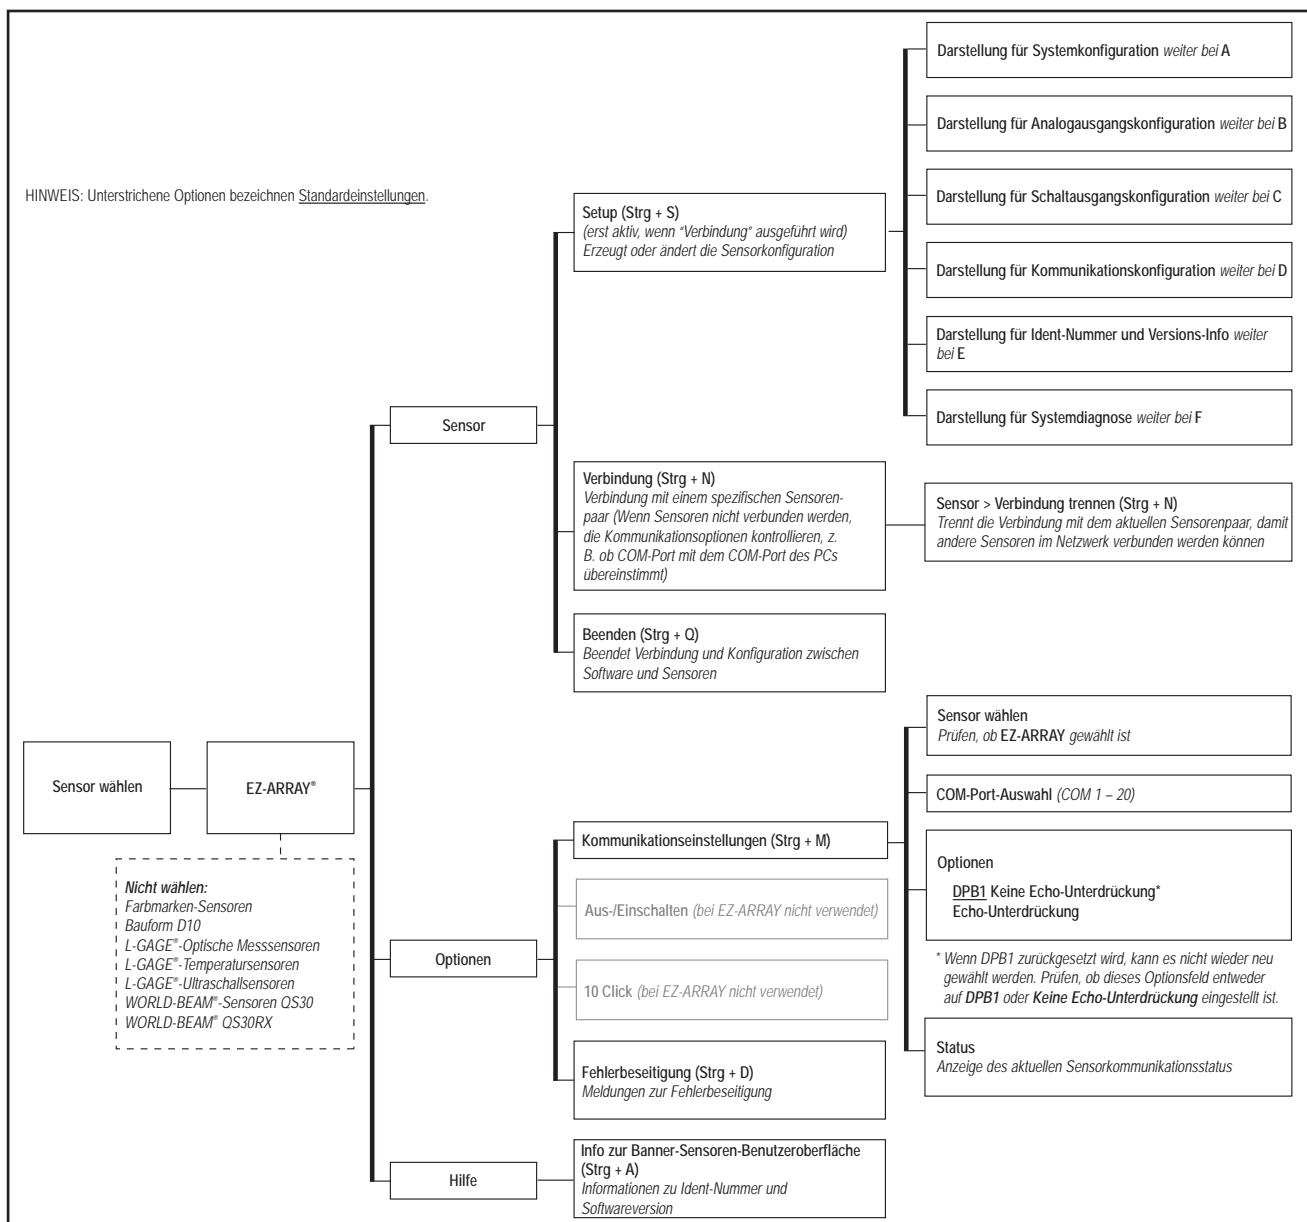 HINWEIS: Unterstrichene Optionen bezeichnen Standardeinstellungen.
Sensor wählen
EZ-ARRAY®
Nicht wählen:
Farbmarken-Sensoren
Bauform D10
L-GAGE®-Optische Messsensoren
L-GAGE®-Temperatursensoren
L-GAGE®-Ultraschallsensoren
WORLD-BEAM®-Sensoren QS30
WORLD-BEAM® QS30RX
Sensor
Setup (Strg + S)
(erst aktiv, wenn "Verbindung" ausgeführt wird)
Erzeugt oder ändert die Sensorkonfiguration
Darstellung für Systemkonfiguration weiter bei A
Darstellung für Analogausgangskonfiguration weiter bei B
Darstellung für Schaltausgangskonfiguration weiter bei C
Darstellung für Kommunikationskonfiguration weiter bei D
Darstellung für Ident-Nummer und Versions-Info weiter
bei E
Darstellung für Systemdiagnose weiter bei F
Verbindung (Strg + N)
Verbindung mit einem spezifischen Sensoren-
paar (Wenn Sensoren nicht verbunden werden,
die Kommunikationsoptionen kontrollieren, z.
B. ob COM-Port mit dem COM-Port des PCs
übereinstimmt)
Sensor > Verbindung trennen (Strg + N)
Trennt die Verbindung mit dem aktuellen Sensorenpaar, damit
andere Sensoren im Netzwerk verbunden werden können
Beenden (Strg + Q)
Beendet Verbindung und Konfiguration zwischen
Software und Sensoren
Optionen
Kommunikationseinstellungen (Strg + M)
Sensor wählen
Prüfen, ob EZ-ARRAY gewählt ist
COM-Port-Auswahl (COM 1 – 20)
Optionen
DPB1 Keine Echo-Unterdrückung*
Echo-Unterdrückung
* Wenn DPB1 zurückgesetzt wird, kann es nicht wieder neu
gewählt werden. Prüfen, ob dieses Optionsfeld entweder
auf DPB1 oder Keine Echo-Unterdrückung eingestellt ist.
Status
Anzeige des aktuellen Sensorkommunikationsstatus
Aus-/Einschalten (bei EZ-ARRAY nicht verwendet)
10 Click (bei EZ-ARRAY nicht verwendet)
Fehlerbeseitigung (Strg + D)
Meldungen zur Fehlerbeseitigung
Hilfe
Info zur Banner-Sensoren-Benutzeroberfläche
(Strg + A)
Informationen zu Ident-Nummer und
Softwareversion